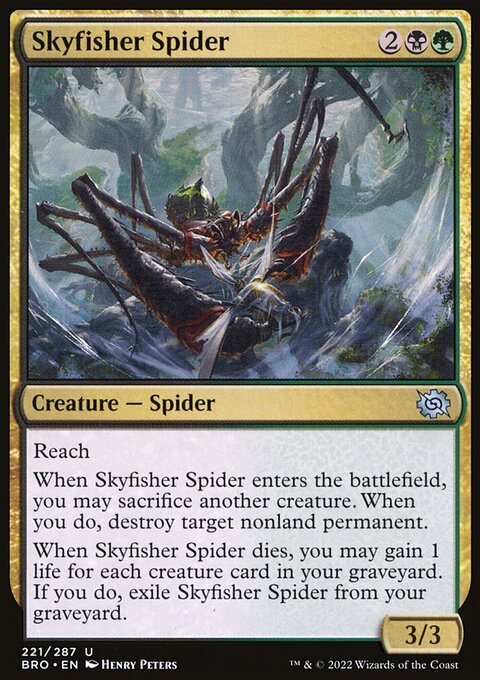 Skyfisher Spider 2
Creature — Spider
Reach
When Skyfisher Spider enters the battlefield,
you may sacrifice another creature. When
you do, destroy target nonland permanent.
When Skyfisher Spider dies, you may gain 1
life for each creature card in your graveyard.
If you do, exile Skyfisher Spider from your
graveyard.
3/3
221/287 U
BRO • EN Henry Peters ™ & © 2022 Wizards of the Coast